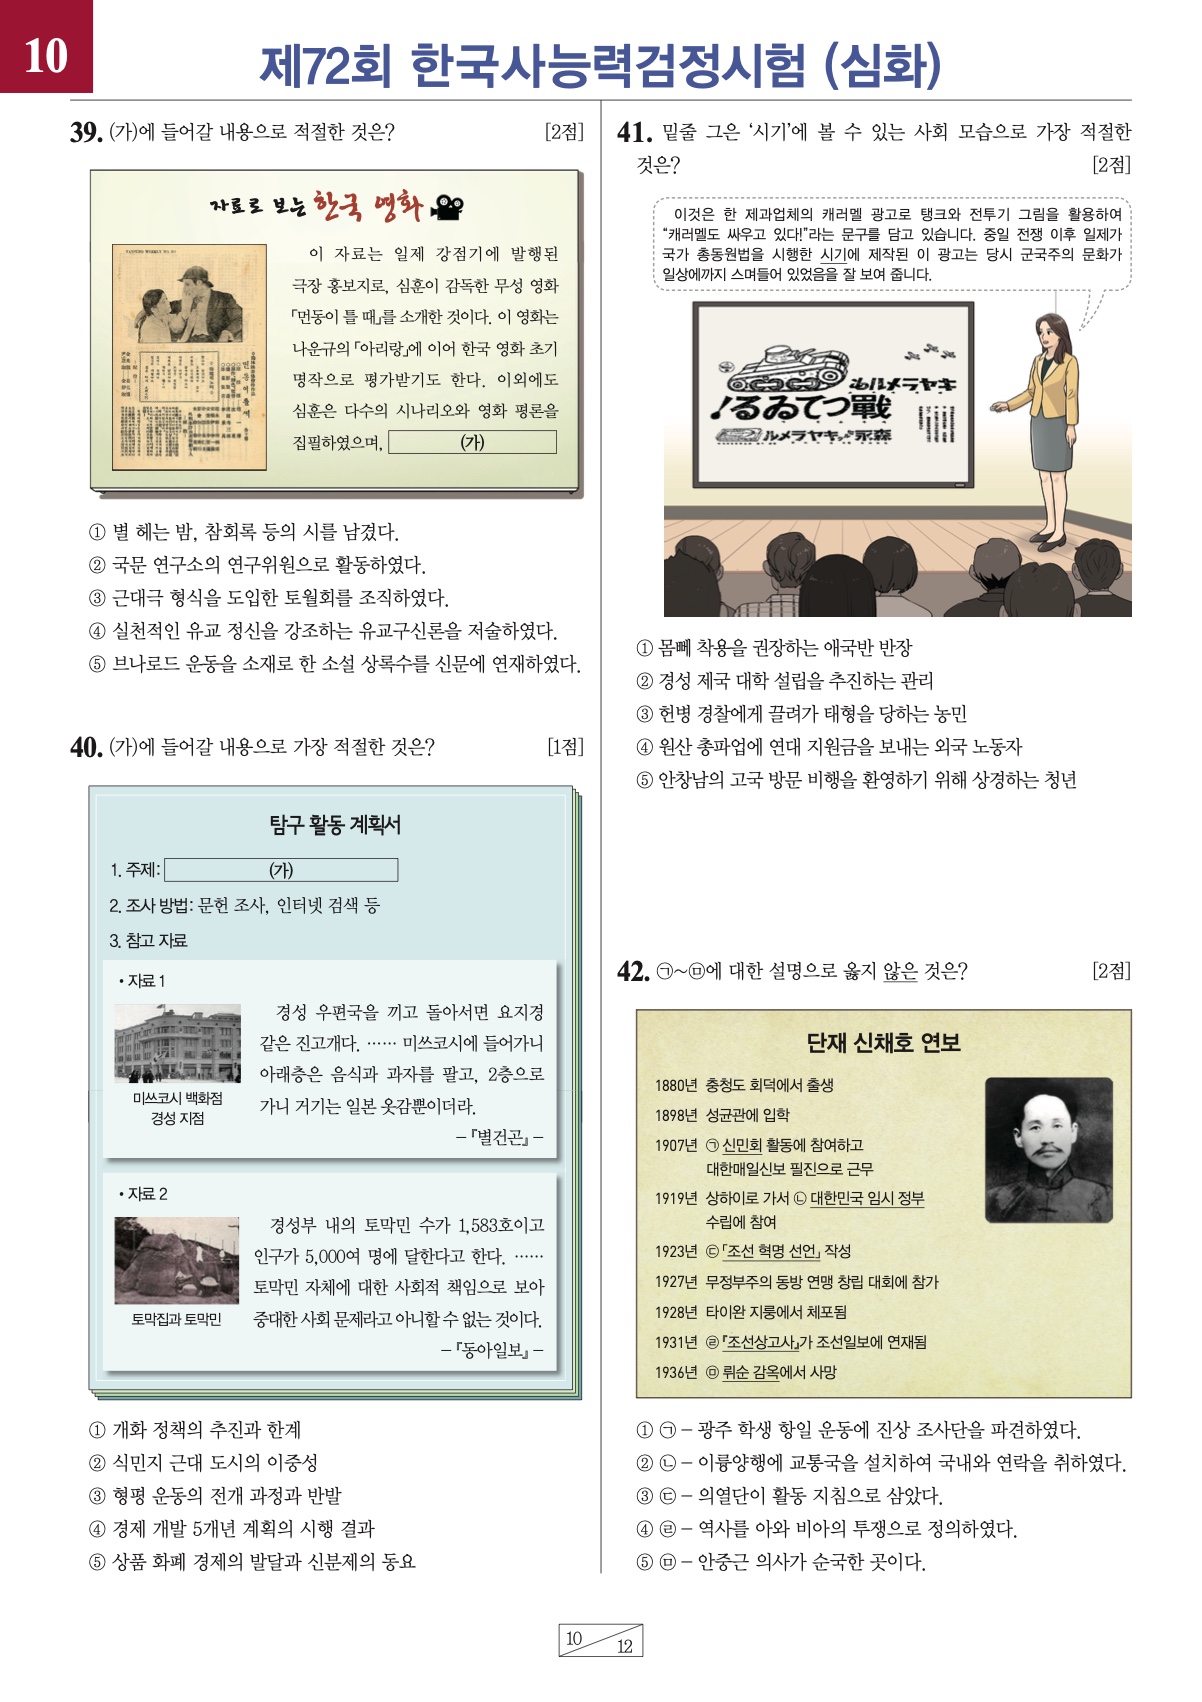 10
제72회 한국사능력검정시험 (심화)
39. (가)에 들어갈 내용으로 적절한 것은? [2점]
자료로 보는 한국 영화
이 자료는 일제 강점기에 발행된
극장 홍보지로, 심훈이 감독한 무성 영화
「먼동이 틀 때」를 소개한 것이다. 이 영화는
나운규의 「아리랑」에 이어 한국 영화 초기
명작으로 평가받기도 한다. 이외에도
심훈은 다수의 시나리오와 영화 평론을
집필하였으며, (가)
① 별 헤는 밤, 참회록 등의 시를 남겼다.
② 국문 연구소의 연구위원으로 활동하였다.
③ 근대극 형식을 도입한 토월회를 조직하였다.
④ 실천적인 유교 정신을 강조하는 유교구신론을 저술하였다.
⑤ 브나로드 운동을 소재로 한 소설 상록수를 신문에 연재하였다.
40. (가)에 들어갈 내용으로 가장 적절한 것은? [1점]
탐구 활동 계획서
1. 주제: (가)
2. 조사 방법: 문헌 조사, 인터넷 검색 등
3. 참고 자료
• 자료 1
미쓰코시 백화점
경성 지점
경성 우편국을 끼고 돌아서면 요지경
같은 진고개다. …… 미쓰코시에 들어가니
아래층은 음식과 과자를 팔고, 2층으로
가니 거기는 일본 옷감뿐이더라.
– 『별건곤』 –
• 자료 2
토막집과 토막민
경성부 내의 토막민 수가 1,583호이고
인구가 5,000여 명에 달한다고 한다. ……
토막민 자체에 대한 사회적 책임으로 보아
중대한 사회 문제라고 아니할 수 없는 것이다.
– 『동아일보』 –
① 개화 정책의 추진과 한계
② 식민지 근대 도시의 이중성
③ 형평 운동의 전개 과정과 반발
④ 경제 개발 5개년 계획의 시행 결과
⑤ 상품 화폐 경제의 발달과 신분제의 동요
41. 밑줄 그은 ‘시기’에 볼 수 있는 사회 모습으로 가장 적절한
것은? [2점]
이것은 한 제과업체의 캐러멜 광고로 탱크와 전투기 그림을 활용하여
“캐러멜도 싸우고 있다!”라는 문구를 담고 있습니다. 중일 전쟁 이후 일제가
국가 총동원법을 시행한 시기에 제작된 이 광고는 당시 군국주의 문화가
일상에까지 스며들어 있었음을 잘 보여 줍니다.
もルメラヤキ
！るゐてつ戰
ルメラヤキ永森
① 몸뻬 착용을 권장하는 애국반 반장
② 경성 제국 대학 설립을 추진하는 관리
③ 헌병 경찰에게 끌려가 태형을 당하는 농민
④ 원산 총파업에 연대 지원금을 보내는 외국 노동자
⑤ 안창남의 고국 방문 비행을 환영하기 위해 상경하는 청년
42. ㉠~㉤에 대한 설명으로 옳지 않은 것은? [2점]
단재 신채호 연보
1880년 충청도 회덕에서 출생
1898년 성균관에 입학
1907년 ㉠ 신민회 활동에 참여하고
대한매일신보 필진으로 근무
1919년 상하이로 가서 ㉡ 대한민국 임시 정부
수립에 참여
1923년 ㉢ 「조선 혁명 선언」 작성
1927년 무정부주의 동방 연맹 창립 대회에 참가
1928년 타이완 지룽에서 체포됨
1931년 ㉣ 『조선상고사』가 조선일보에 연재됨
1936년 ㉤ 뤼순 감옥에서 사망
① ㉠ – 광주 학생 항일 운동에 진상 조사단을 파견하였다.
② ㉡ – 이륭양행에 교통국을 설치하여 국내와 연락을 취하였다.
③ ㉢ – 의열단이 활동 지침으로 삼았다.
④ ㉣ – 역사를 아와 비아의 투쟁으로 정의하였다.
⑤ ㉤ – 안중근 의사가 순국한 곳이다.
10
12